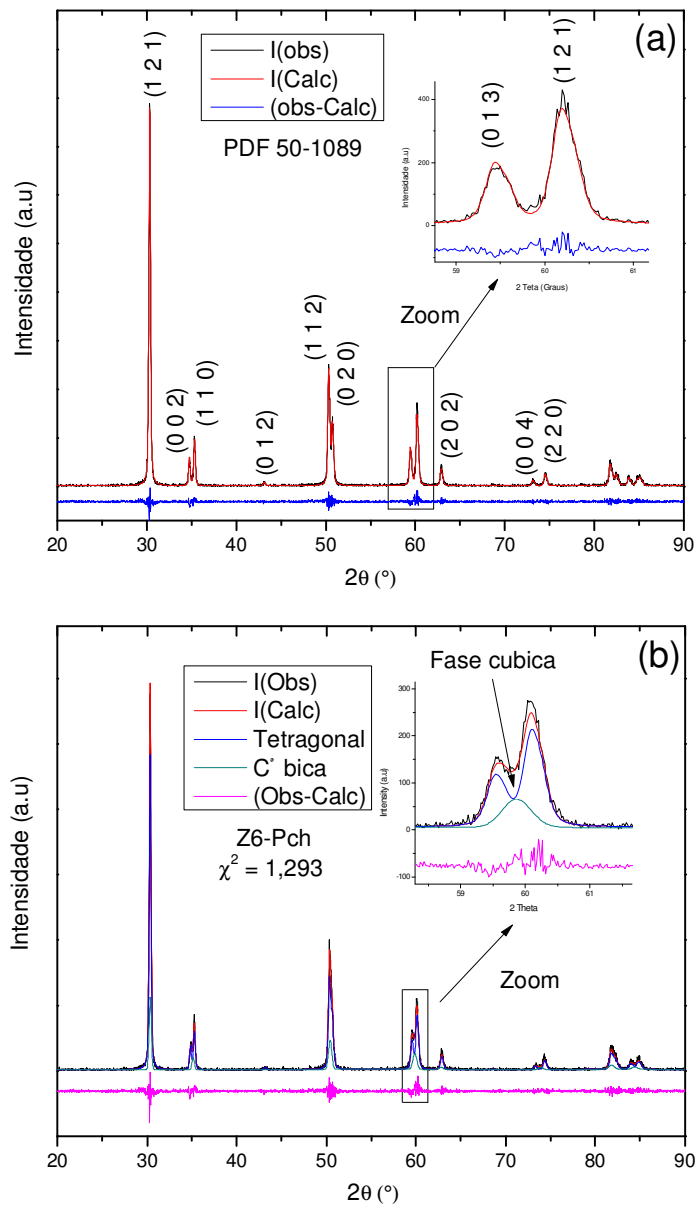 (a)
(1 2 1)
I(obs)
I(Calc)
(obs-Calc)
PDF 50-1089
(1 2 1)
(0 1 3)
400
200
0
Intensidade (a.u)
59
60
61
2 Teta (Graus)
Zoom
(0 0 2)
(1 1 0)
(0 1 2)
(1 1 2)
(0 2 0)
(2 0 2)
(0 0 4)
(2 2 0)
Intensidade (a.u)
20
30
40
50
60
70
80
90
2θ (°)
(b)
Fase cubica
I(Obs)
I(Calc)
Tetragonal
C˚ bica
(Obs-Calc)
Z6-Pch
χ² = 1,293
300
200
100
0
-100
Intensity (a.u)
59
60
61
2 Theta
Zoom
Intensidade (a.u)
20
30
40
50
60
70
80
90
2θ (°)